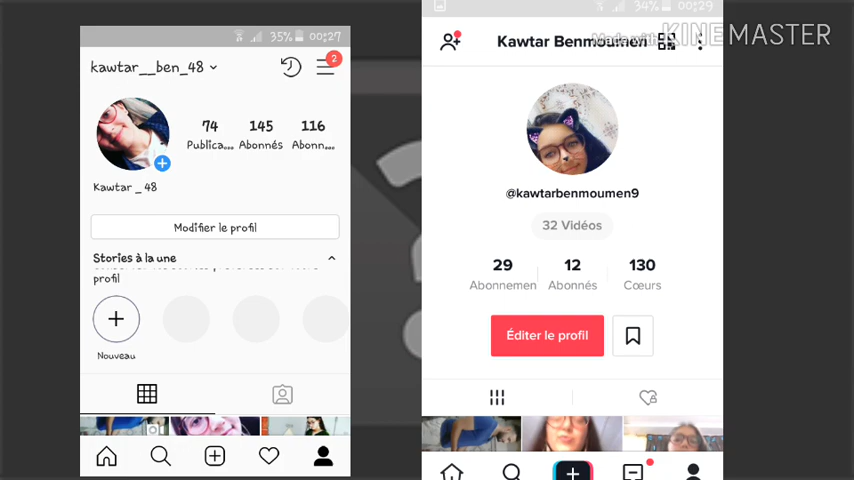 35% 00:27
kawtar__ben_48
2
74 145 116
Publica... Abonnés Abonn...
Kawtar _ 48
Modifier le profil
Stories à la une
profil
Nouveau
34% 00:29
Kawtar Benmoumen
Made with KINEMASTER
@kawtarbenmoumen9
32 Vidéos
29 12 130
Abonnemen Abonnés Cœurs
Éditer le profil